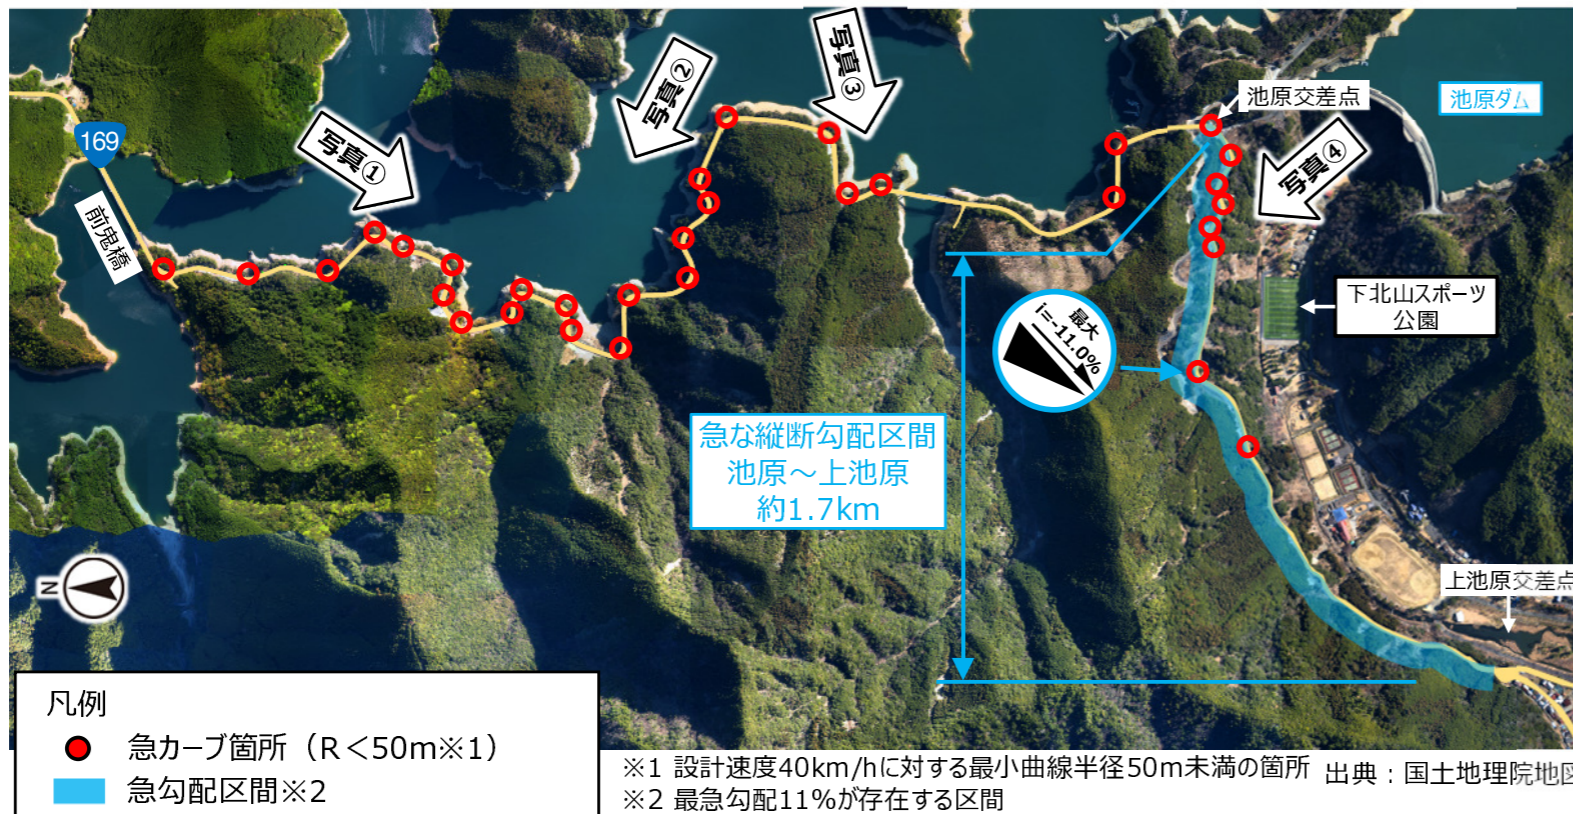 169
前鬼橋
写真①
写真②
写真③
池原交差点
池原ダム
写真④
下北山スポーツ
公園
最大
i=-11.0%
急な縦断勾配区間
池原～上池原
約1.7km
上池原交差点
N
凡例
急カーブ箇所（R＜50m※1）
急勾配区間※2
※1 設計速度40km/hに対する最小曲線半径50m未満の箇所
出典：国土地理院地図
※2 最急勾配11%が存在する区間